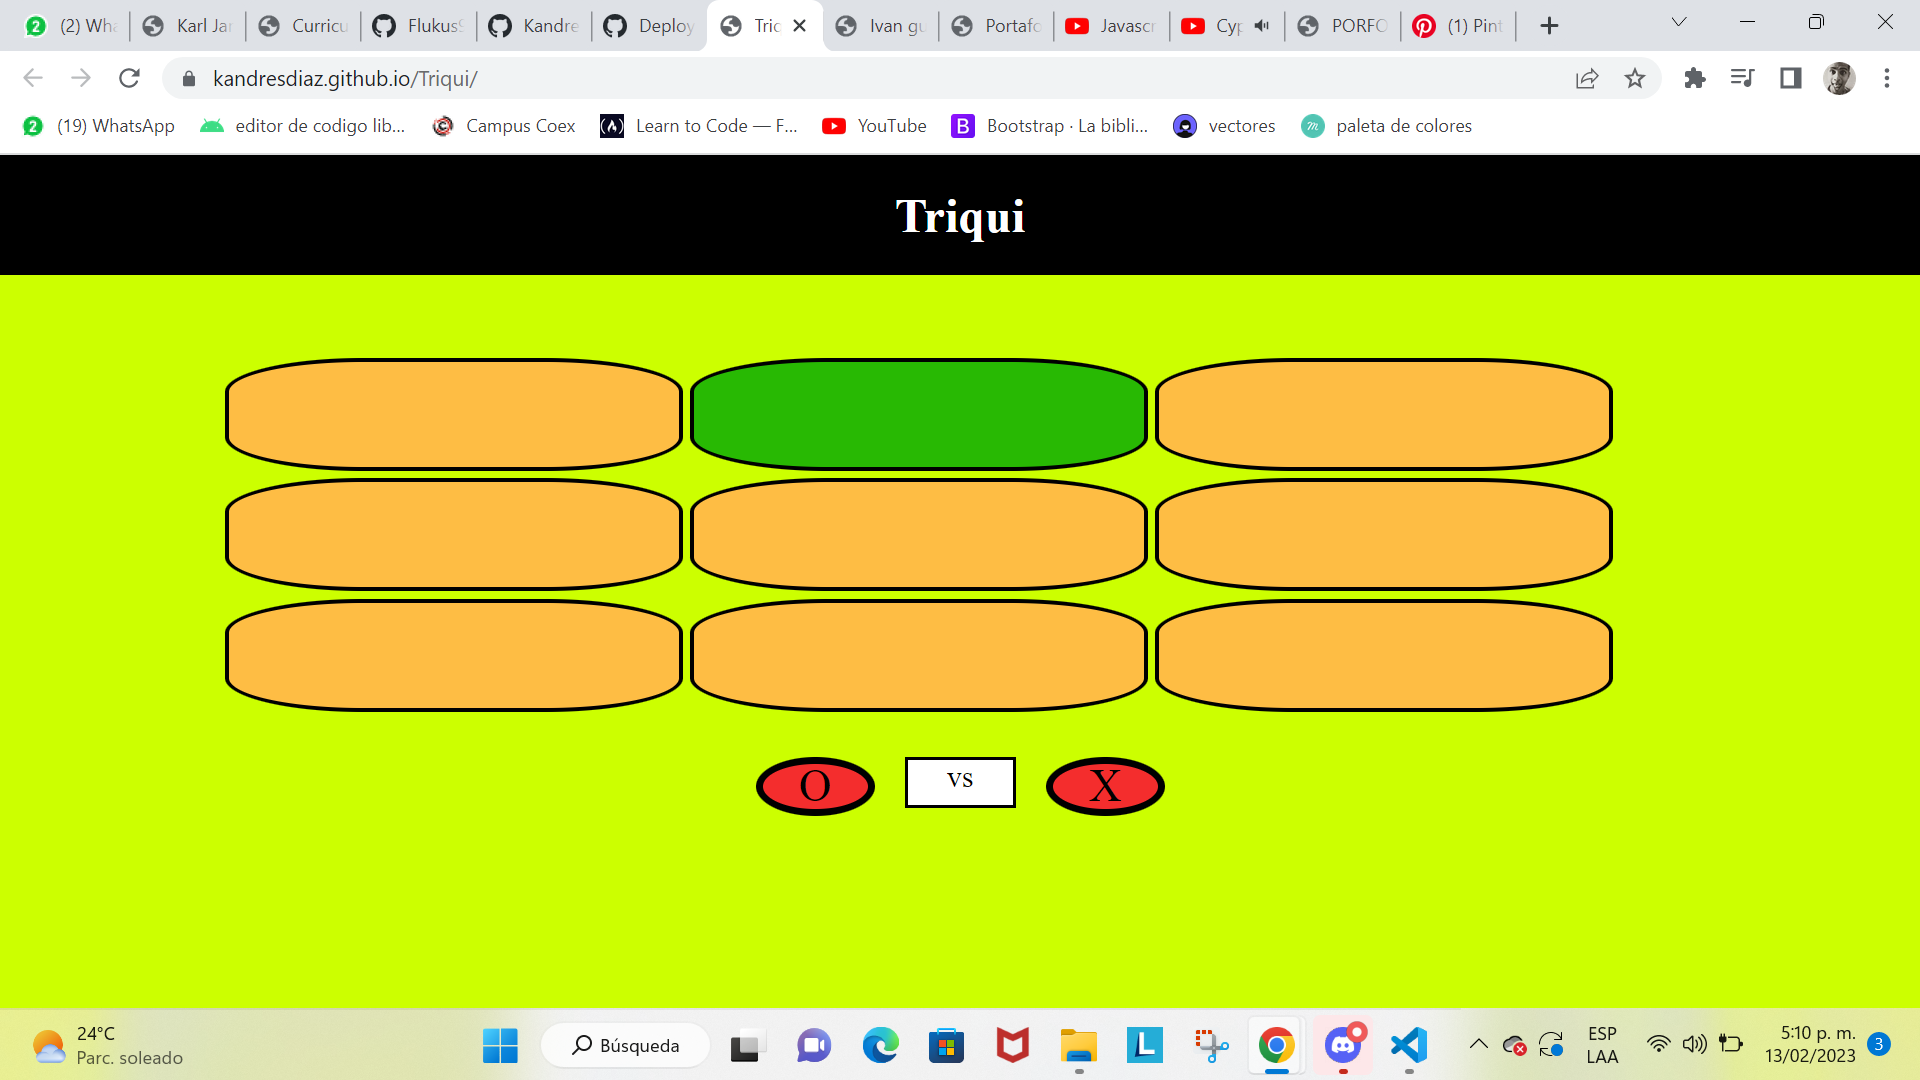 (2) Wha
Karl Jar
Curricu
FlukusS
Kandre
Deploy
Tric
Ivan gu
Portafo
Javascr
Cyp
PORFO
(1) Pint
kandresdiaz.github.io/Triqui/
(19) WhatsApp
editor de codigo lib...
Campus Coex
Learn to Code — F...
YouTube
Bootstrap · La bibli...
vectores
paleta de colores
Triqui
O
vs
X
24°C
Parc. soleado
Búsqueda
ESP
LAA
5:10 p. m.
13/02/2023
3